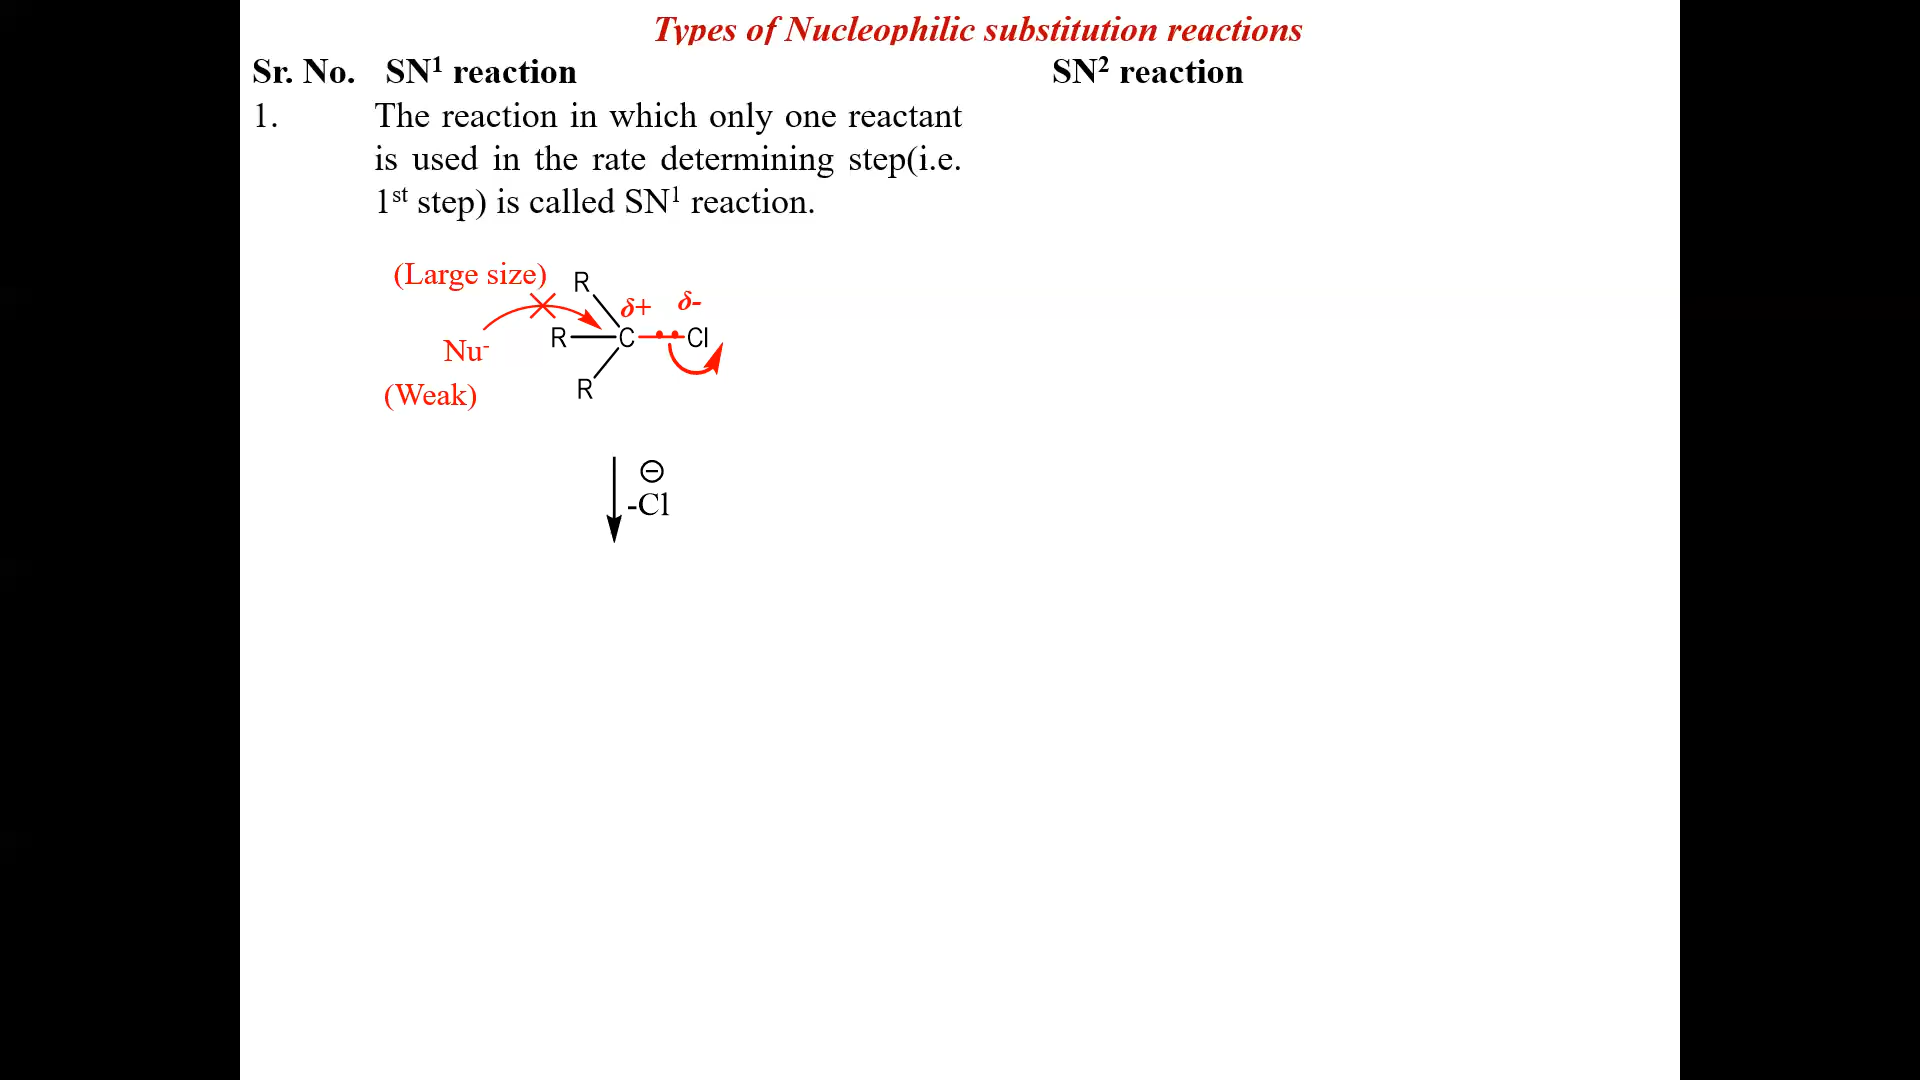 Types of Nucleophilic substitution reactions
Sr. No. SN¹ reaction SN² reaction
1. The reaction in which only one reactant
is used in the rate determining step(i.e.
1st step) is called SN¹ reaction.
(Large size) R
δ+ δ-
R C Cl
Nu-
(Weak) R
⊖
-Cl